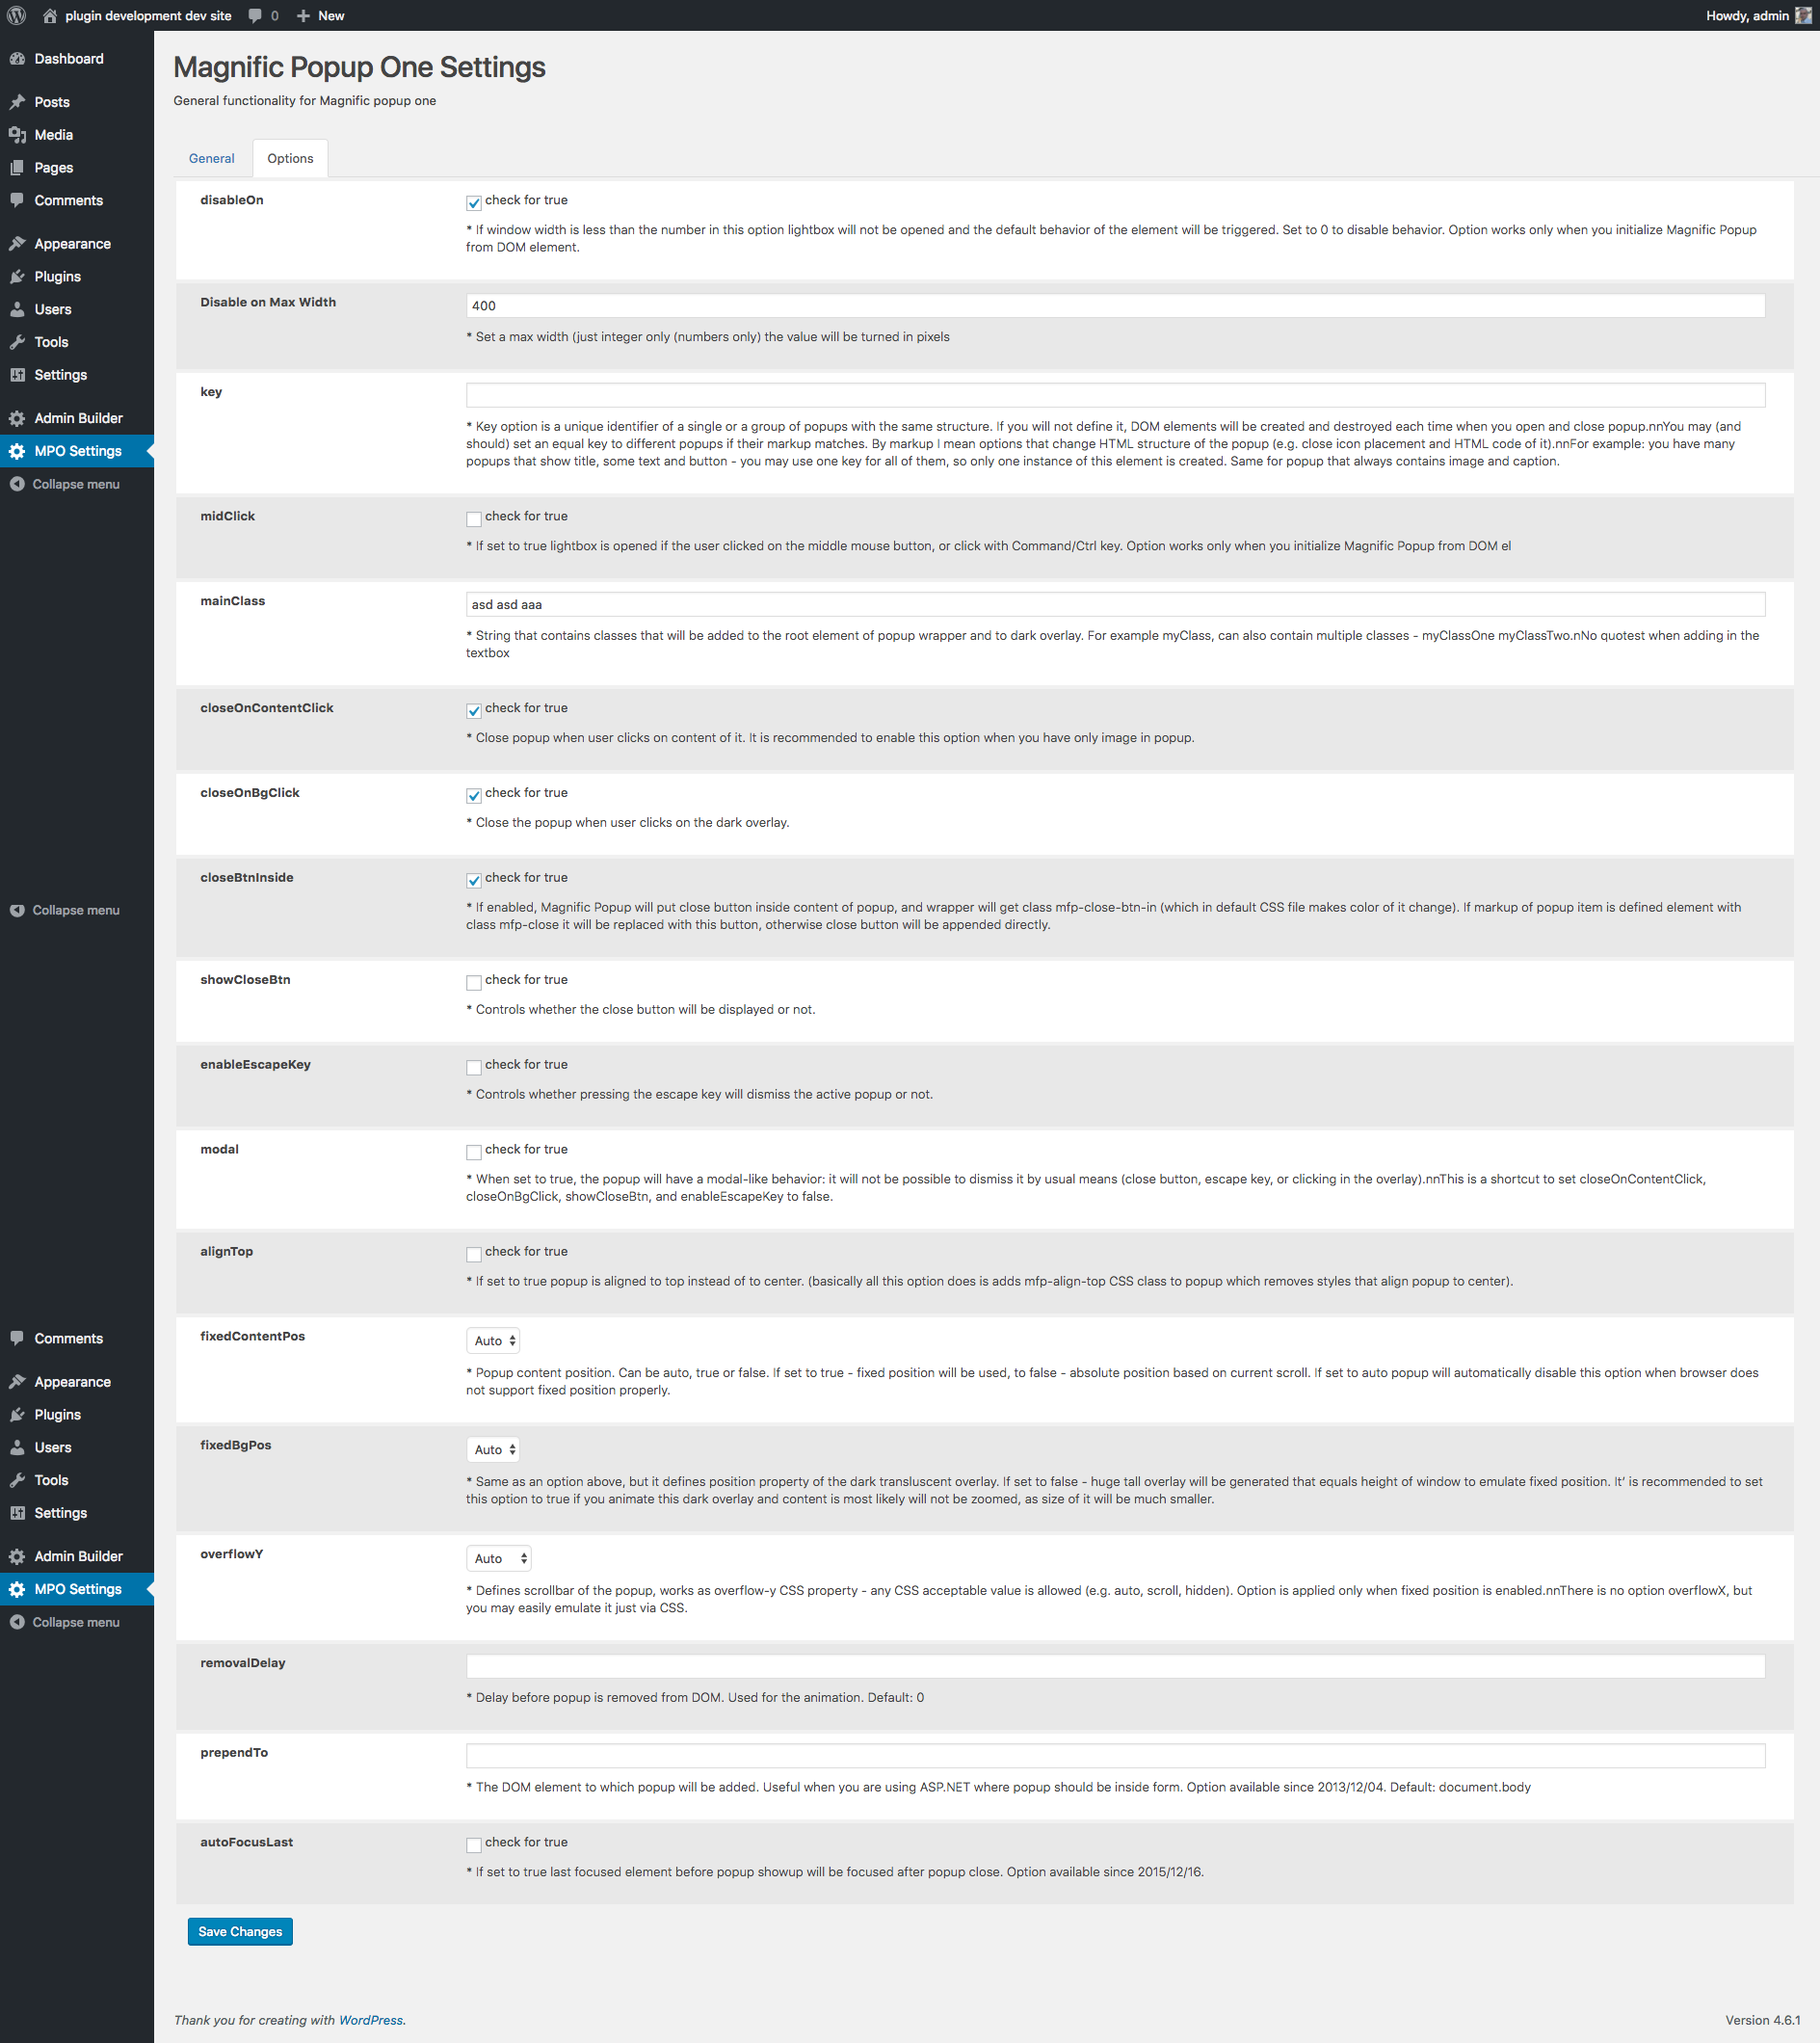 plugin development dev site 0 New Howdy, admin
Dashboard
Posts
Media
Pages
Comments
Appearance
Plugins
Users
Tools
Settings
Admin Builder
MPO Settings
Collapse menu
Collapse menu
Comments
Appearance
Plugins
Users
Tools
Settings
Admin Builder
MPO Settings
Collapse menu
Magnific Popup One Settings
General functionality for Magnific popup one
General Options
disableOn
check for true
* If window width is less than the number in this option lightbox will not be opened and the default behavior of the element will be triggered. Set to 0 to disable behavior. Option works only when you initialize Magnific Popup
from DOM element.
Disable on Max Width
400
* Set a max width (just integer only (numbers only) the value will be turned in pixels
key
* Key option is a unique identifier of a single or a group of popups with the same structure. If you will not define it, DOM elements will be created and destroyed each time when you open and close popup.nnYou may (and
should) set an equal key to different popups if their markup matches. By markup I mean options that change HTML structure of the popup (e.g. close icon placement and HTML code of it).nnFor example: you have many
popups that show title, some text and button - you may use one key for all of them, so only one instance of this element is created. Same for popup that always contains image and caption.
midClick
check for true
* If set to true lightbox is opened if the user clicked on the middle mouse button, or click with Command/Ctrl key. Option works only when you initialize Magnific Popup from DOM el
mainClass
asd asd aaa
* String that contains classes that will be added to the root element of popup wrapper and to dark overlay. For example myClass, can also contain multiple classes - myClassOne myClassTwo.nNo quotest when adding in the
textbox
closeOnContentClick
check for true
* Close popup when user clicks on content of it. It is recommended to enable this option when you have only image in popup.
closeOnBgClick
check for true
* Close the popup when user clicks on the dark overlay.
closeBtnInside
check for true
* If enabled, Magnific Popup will put close button inside content of popup, and wrapper will get class mfp-close-btn-in (which in default CSS file makes color of it change). If markup of popup item is defined element with
class mfp-close it will be replaced with this button, otherwise close button will be appended directly.
showCloseBtn
check for true
* Controls whether the close button will be displayed or not.
enableEscapeKey
check for true
* Controls whether pressing the escape key will dismiss the active popup or not.
modal
check for true
* When set to true, the popup will have a modal-like behavior: it will not be possible to dismiss it by usual means (close button, escape key, or clicking in the overlay).nnThis is a shortcut to set closeOnContentClick,
closeOnBgClick, showCloseBtn, and enableEscapeKey to false.
alignTop
check for true
* If set to true popup is aligned to top instead of to center. (basically all this option does is adds mfp-align-top CSS class to popup which removes styles that align popup to center).
fixedContentPos
Auto
* Popup content position. Can be auto, true or false. If set to true - fixed position will be used, to false - absolute position based on current scroll. If set to auto popup will automatically disable this option when browser does
not support fixed position properly.
fixedBgPos
Auto
* Same as an option above, but it defines position property of the dark transluscent overlay. If set to false - huge tall overlay will be generated that equals height of window to emulate fixed position. It' is recommended to set
this option to true if you animate this dark overlay and content is most likely will not be zoomed, as size of it will be much smaller.
overflowY
Auto
* Defines scrollbar of the popup, works as overflow-y CSS property - any CSS acceptable value is allowed (e.g. auto, scroll, hidden). Option is applied only when fixed position is enabled.nnThere is no option overflowX, but
you may easily emulate it just via CSS.
removalDelay
* Delay before popup is removed from DOM. Used for the animation. Default: 0
prependTo
* The DOM element to which popup will be added. Useful when you are using ASP.NET where popup should be inside form. Option available since 2013/12/04. Default: document.body
autoFocusLast
check for true
* If set to true last focused element before popup showup will be focused after popup close. Option available since 2015/12/16.
Save Changes
Thank you for creating with WordPress. Version 4.6.1